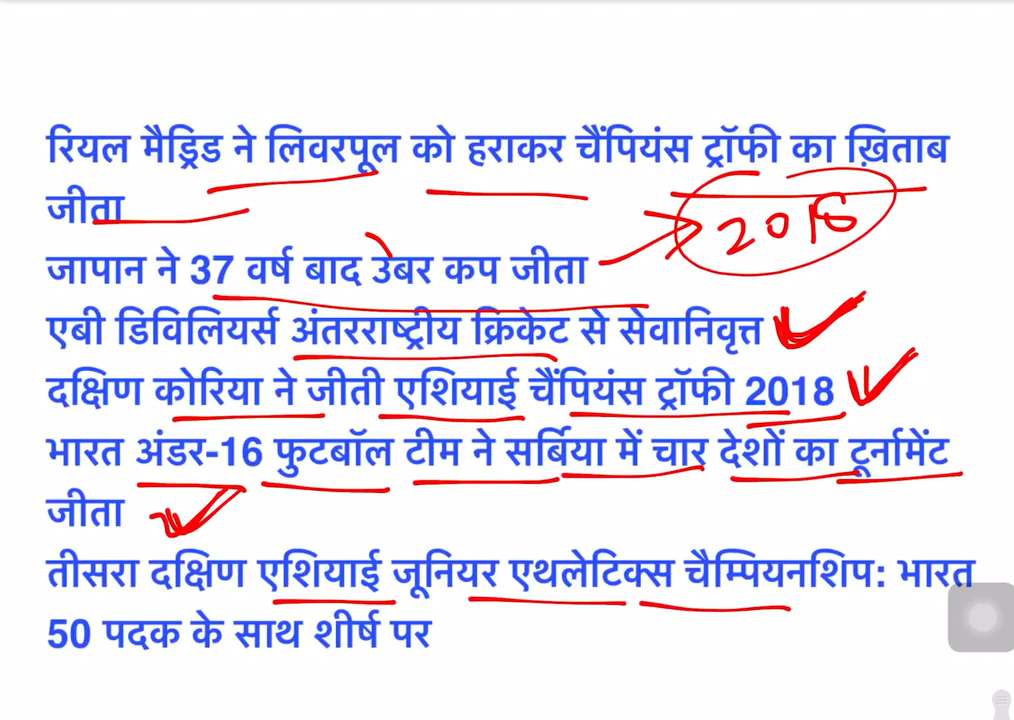 रियल मैड्रिड ने लिवरपूल को हराकर चैंपियंस ट्रॉफी का ख़िताब
जीता
2018
जापान ने 37 वर्ष बाद उबर कप जीता
एबी डिविलियर्स अंतरराष्ट्रीय क्रिकेट से सेवानिवृत्त
दक्षिण कोरिया ने जीती एशियाई चैंपियंस ट्रॉफी 2018
भारत अंडर-16 फुटबॉल टीम ने सर्बिया में चार देशों का टूर्नामेंट
जीता
तीसरा दक्षिण एशियाई जूनियर एथलेटिक्स चैम्पियनशिप: भारत
50 पदक के साथ शीर्ष पर